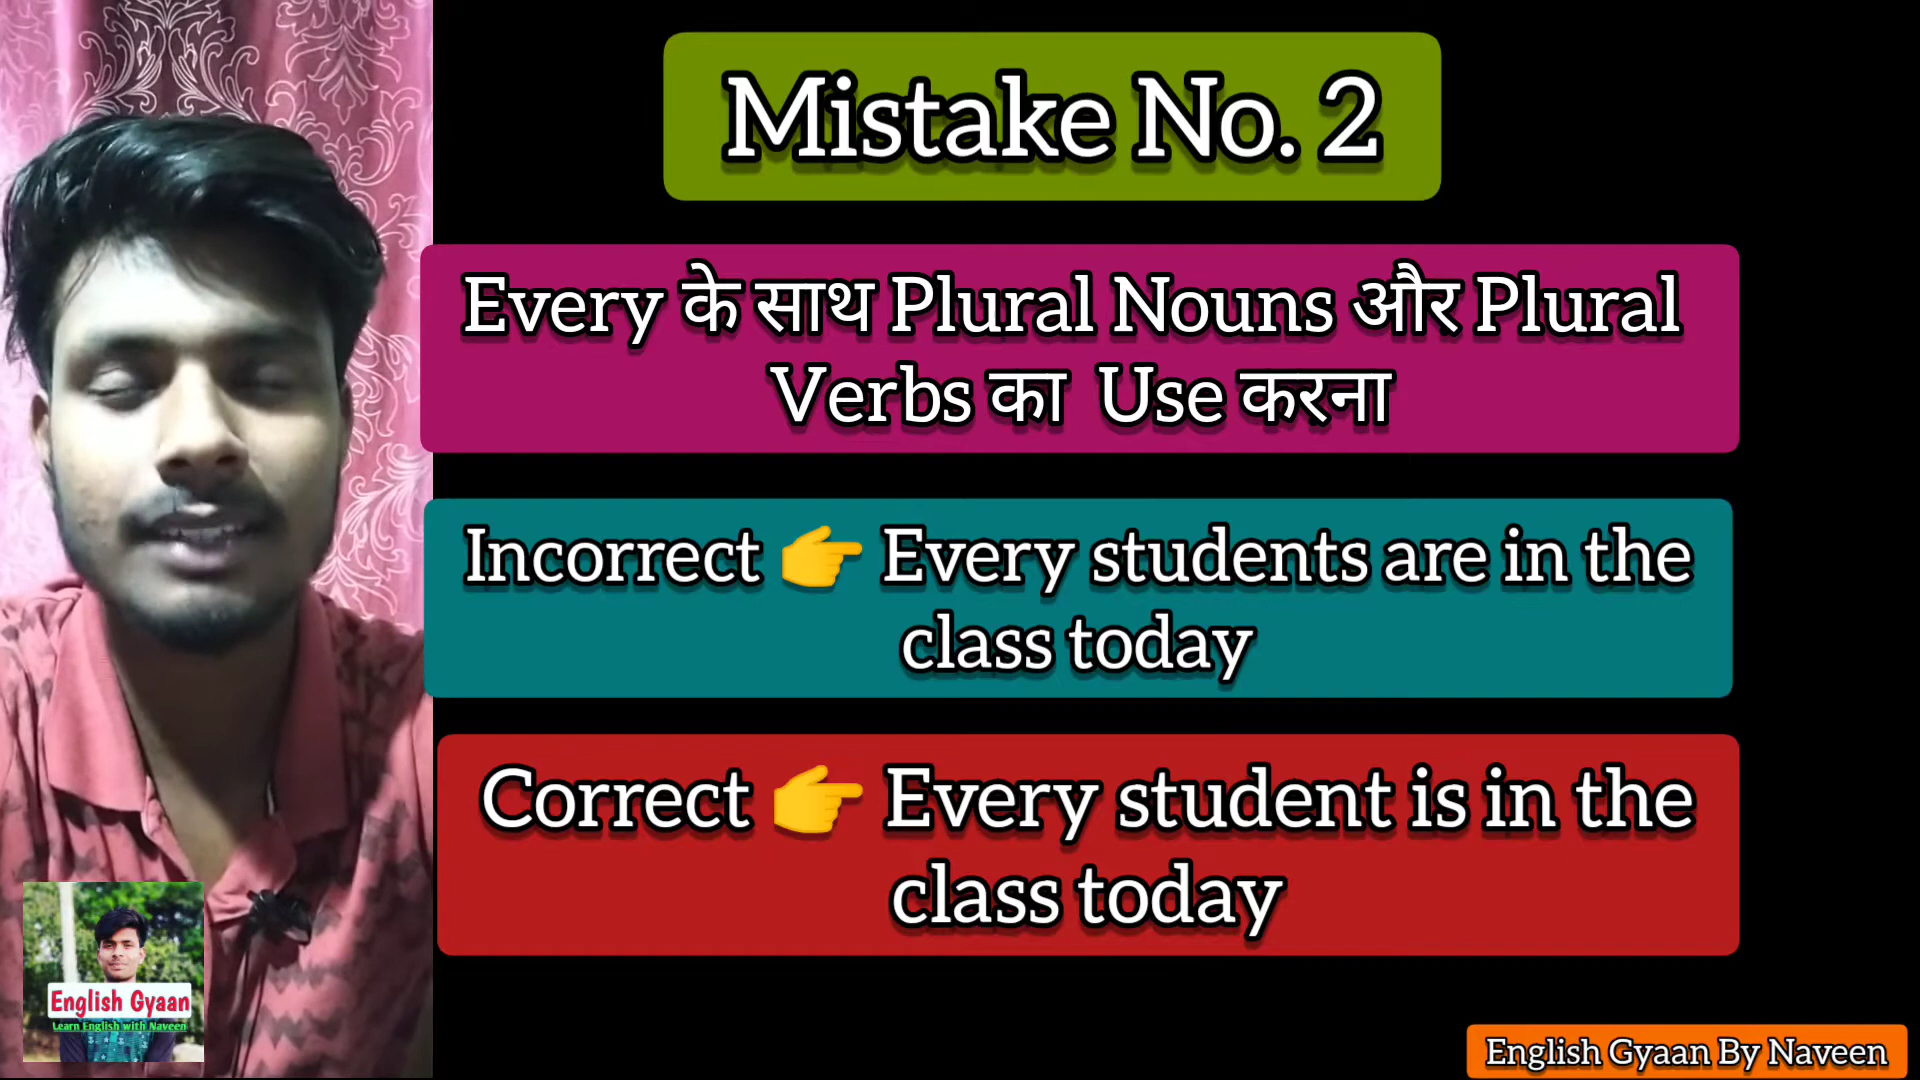 Mistake No. 2
Every के साथ Plural Nouns और Plural
Verbs का Use करना
Incorrect 👉 Every students are in the
class today
Correct 👉 Every student is in the
class today
English Gyaan
Learn English with Naveen
English Gyaan By Naveen